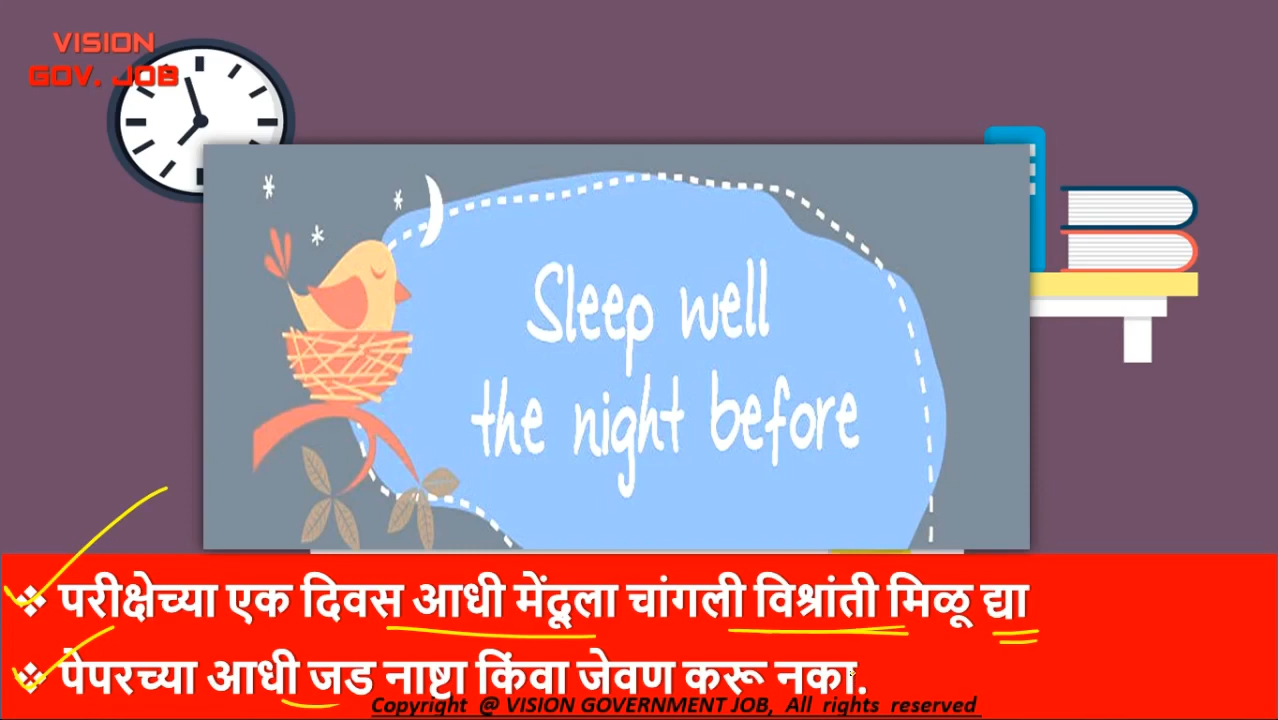 VISION
GOV. JOB
Sleep well
the night before
❖ परीक्षेच्या एक दिवस आधी मेंदूला चांगली विश्रांती मिळू द्या
❖ पेपरच्या आधी जड नाष्टा किंवा जेवण करू नका.
Copyright @ VISION GOVERNMENT JOB, All rights reserved